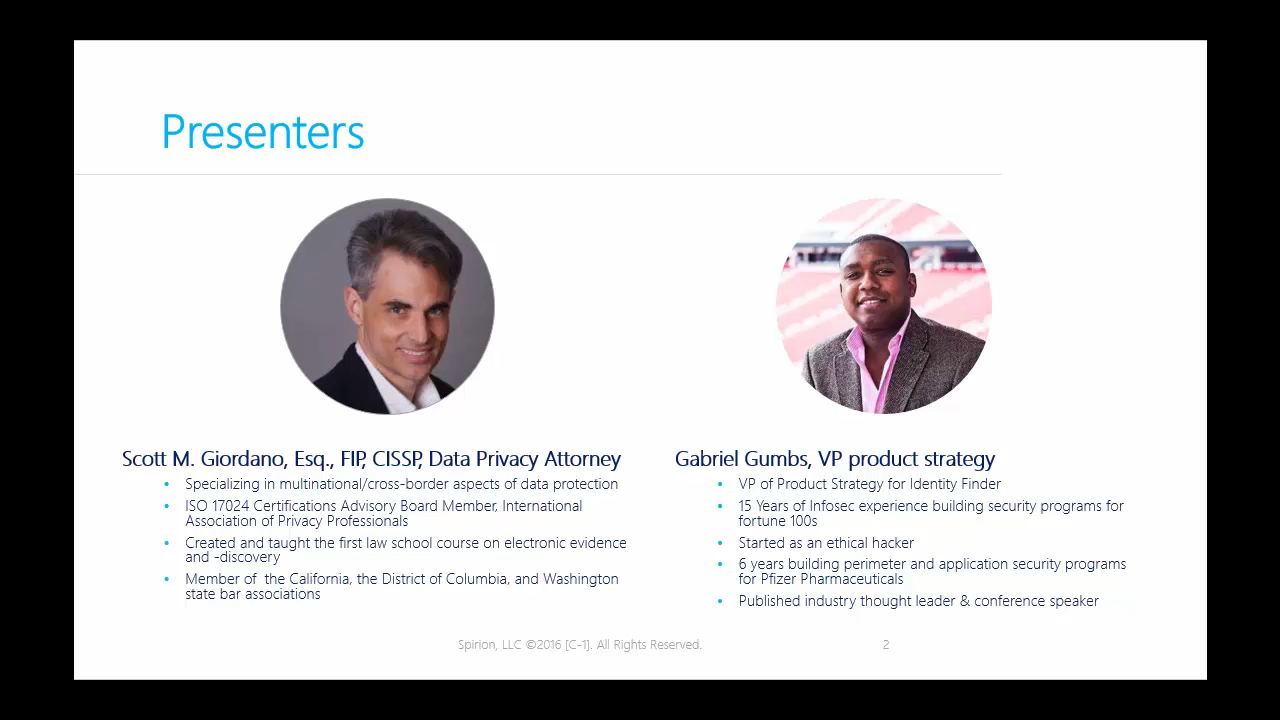 Presenters
Scott M. Giordano, Esq., FIP, CISSP, Data Privacy Attorney
• Specializing in multinational/cross-border aspects of data protection
• ISO 17024 Certifications Advisory Board Member, International
Association of Privacy Professionals
• Created and taught the first law school course on electronic evidence
and -discovery
• Member of  the California, the District of Columbia, and Washington
state bar associations
Gabriel Gumbs, VP product strategy
• VP of Product Strategy for Identity Finder
• 15 Years of Infosec experience building security programs for
fortune 100s
• Started as an ethical hacker
• 6 years building perimeter and application security programs
for Pfizer Pharmaceuticals
• Published industry thought leader & conference speaker
Spirion, LLC ©2016 [C-1]. All Rights Reserved.
2